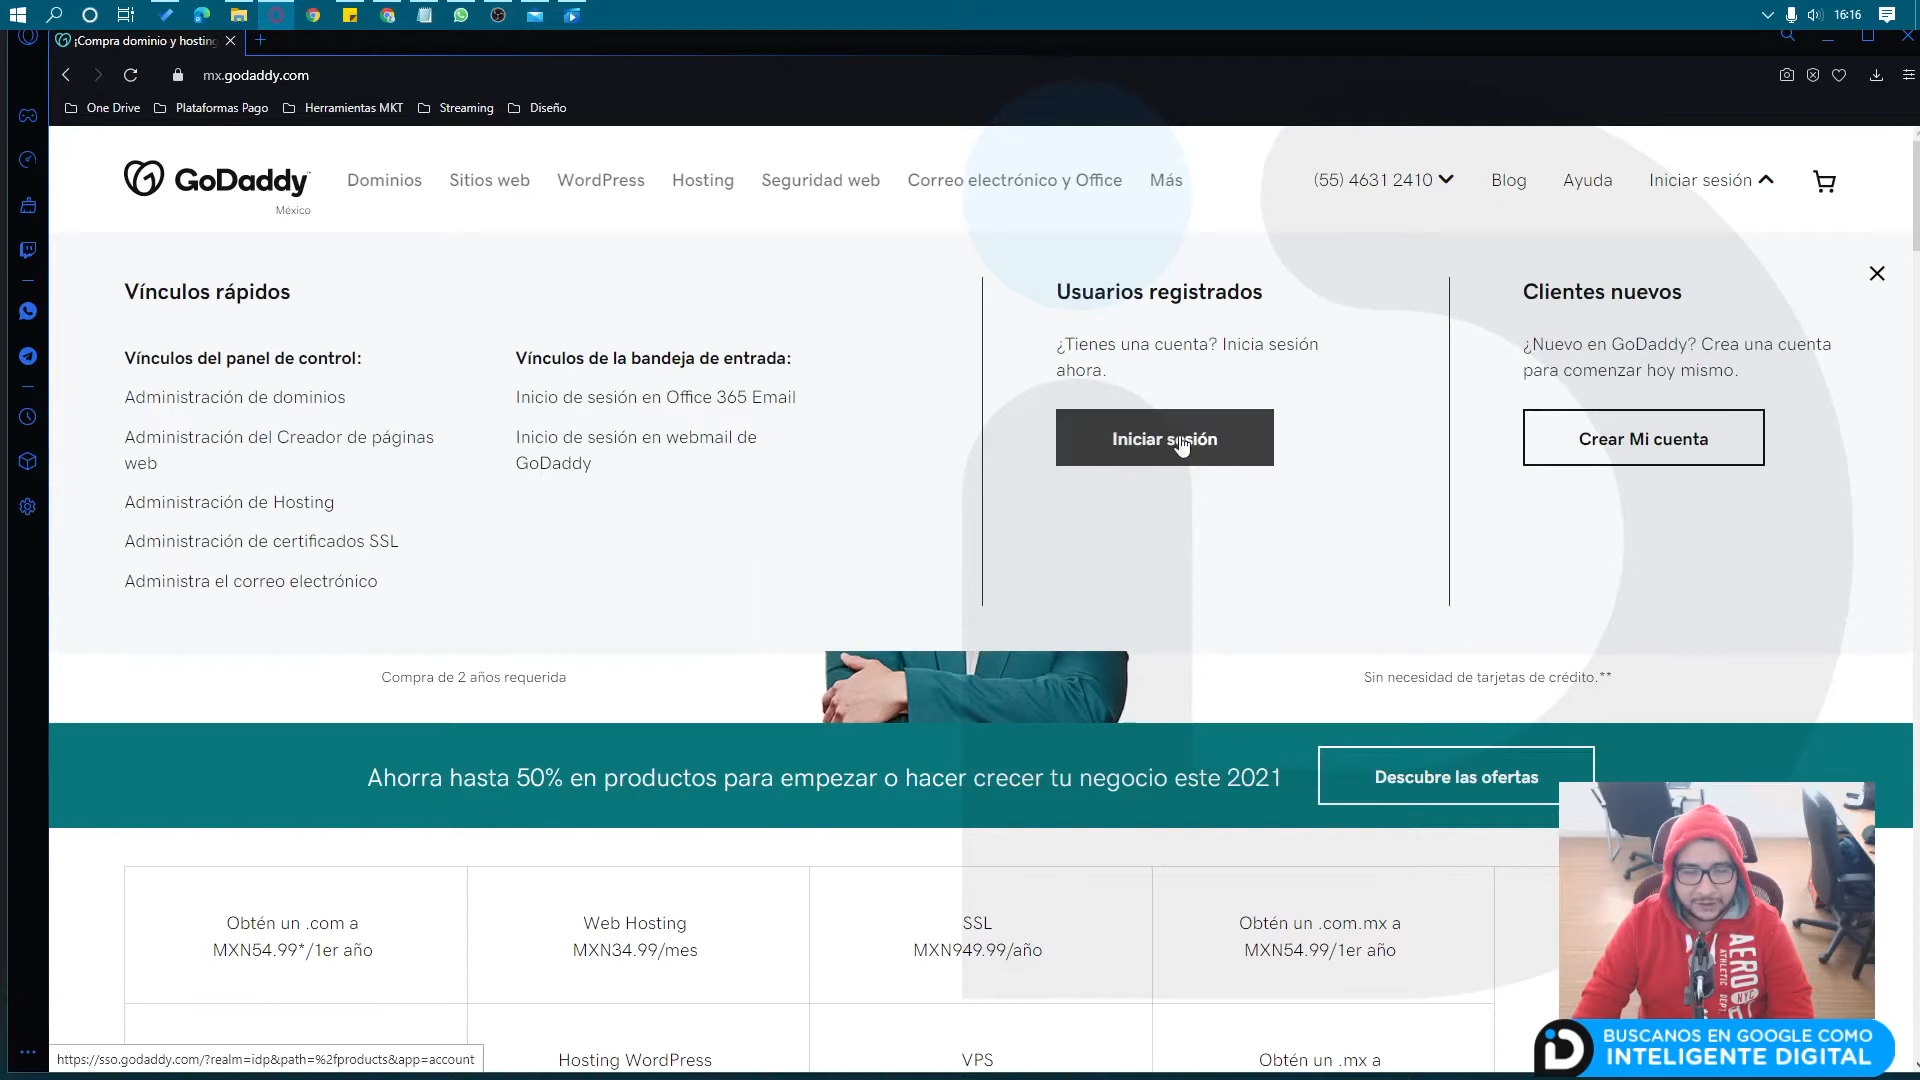 16:16
¡Compra dominio y hosting
mx.godaddy.com
One Drive
Plataformas Pago
Herramientas MKT
Streaming
Diseño
GoDaddy
México
Dominios
Sitios web
WordPress
Hosting
Seguridad web
Correo electrónico y Office
Más
(55) 4631 2410
Blog
Ayuda
Iniciar sesión
Vínculos rápidos
Vínculos del panel de control:
Administración de dominios
Administración del Creador de páginas
web
Administración de Hosting
Administración de certificados SSL
Administra el correo electrónico
Vínculos de la bandeja de entrada:
Inicio de sesión en Office 365 Email
Inicio de sesión en webmail de
GoDaddy
Usuarios registrados
¿Tienes una cuenta? Inicia sesión
ahora.
Iniciar sesión
Clientes nuevos
¿Nuevo en GoDaddy? Crea una cuenta
para comenzar hoy mismo.
Crear Mi cuenta
Compra de 2 años requerida
Sin necesidad de tarjetas de crédito.**
Ahorra hasta 50% en productos para empezar o hacer crecer tu negocio este 2021
Descubre las ofertas
Obtén un .com a
MXN54.99*/1er año
Web Hosting
MXN34.99/mes
SSL
MXN949.99/año
Obtén un .com.mx a
MXN54.99/1er año
Hosting WordPress
VPS
Obtén un .mx a
https://sso.godaddy.com/?realm=idp&path=%2fproducts&app=account
AERO
ATHLETIC DEPT
NYC
BUSCANOS EN GOOGLE COMO
INTELIGENTE DIGITAL